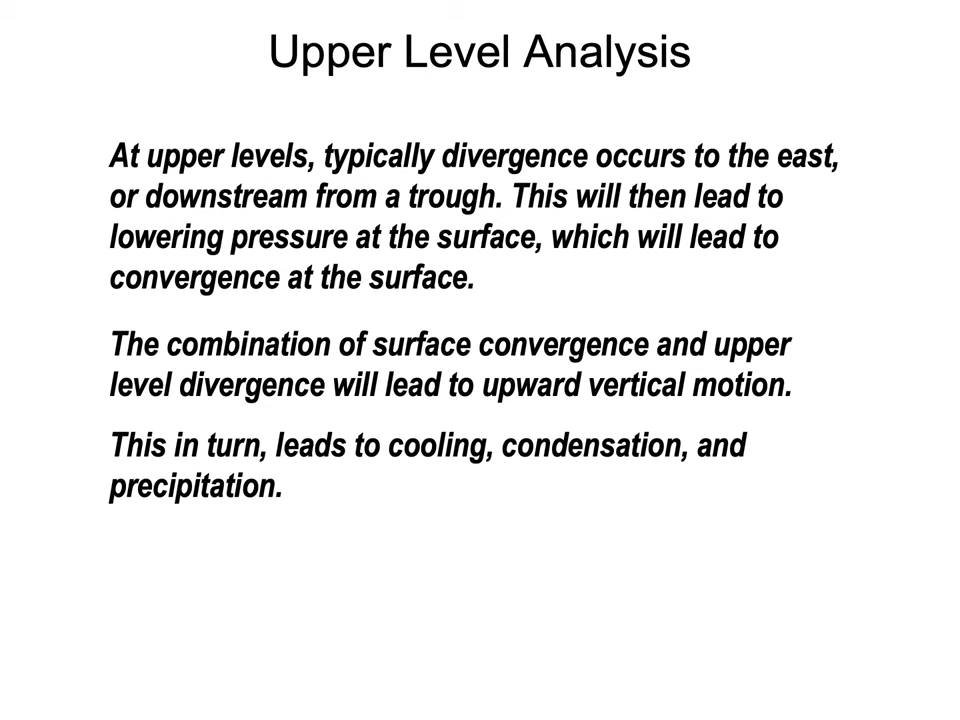 Upper Level Analysis
At upper levels, typically divergence occurs to the east,
or downstream from a trough. This will then lead to
lowering pressure at the surface, which will lead to
convergence at the surface.
The combination of surface convergence and upper
level divergence will lead to upward vertical motion.
This in turn, leads to cooling, condensation, and
precipitation.